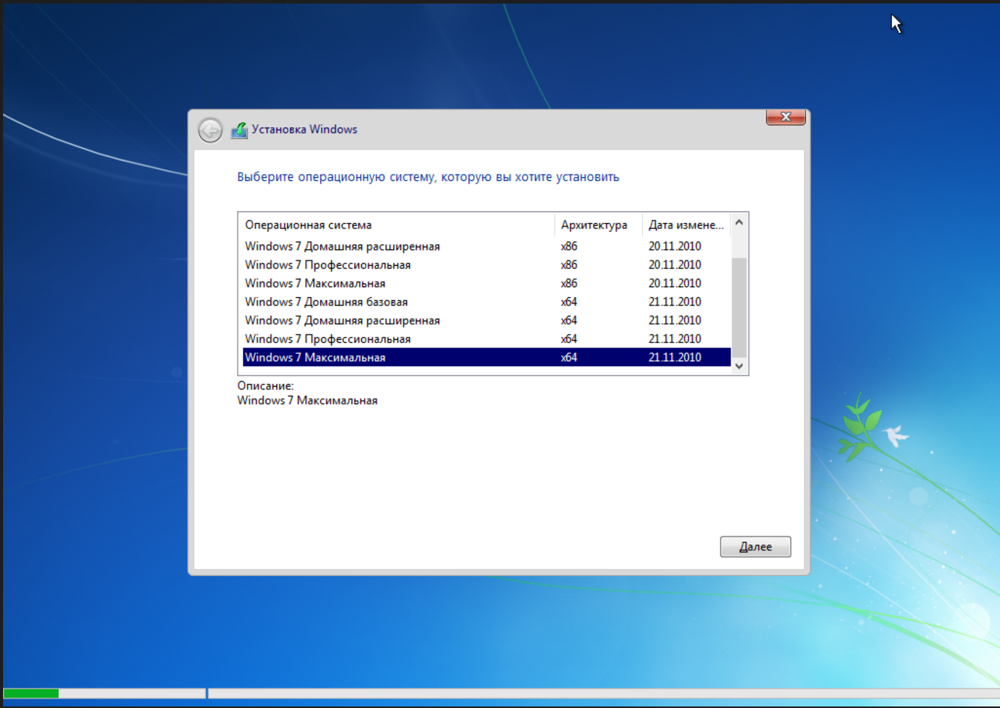 Установка Windows
Выберите операционную систему, которую вы хотите установить
Операционная система Архитектура Дата измене...
Windows 7 Домашняя расширенная x86 20.11.2010
Windows 7 Профессиональная x86 20.11.2010
Windows 7 Максимальная x86 20.11.2010
Windows 7 Домашняя базовая x64 21.11.2010
Windows 7 Домашняя расширенная x64 21.11.2010
Windows 7 Профессиональная x64 21.11.2010
Windows 7 Максимальная x64 21.11.2010
Описание:
Windows 7 Максимальная
Далее